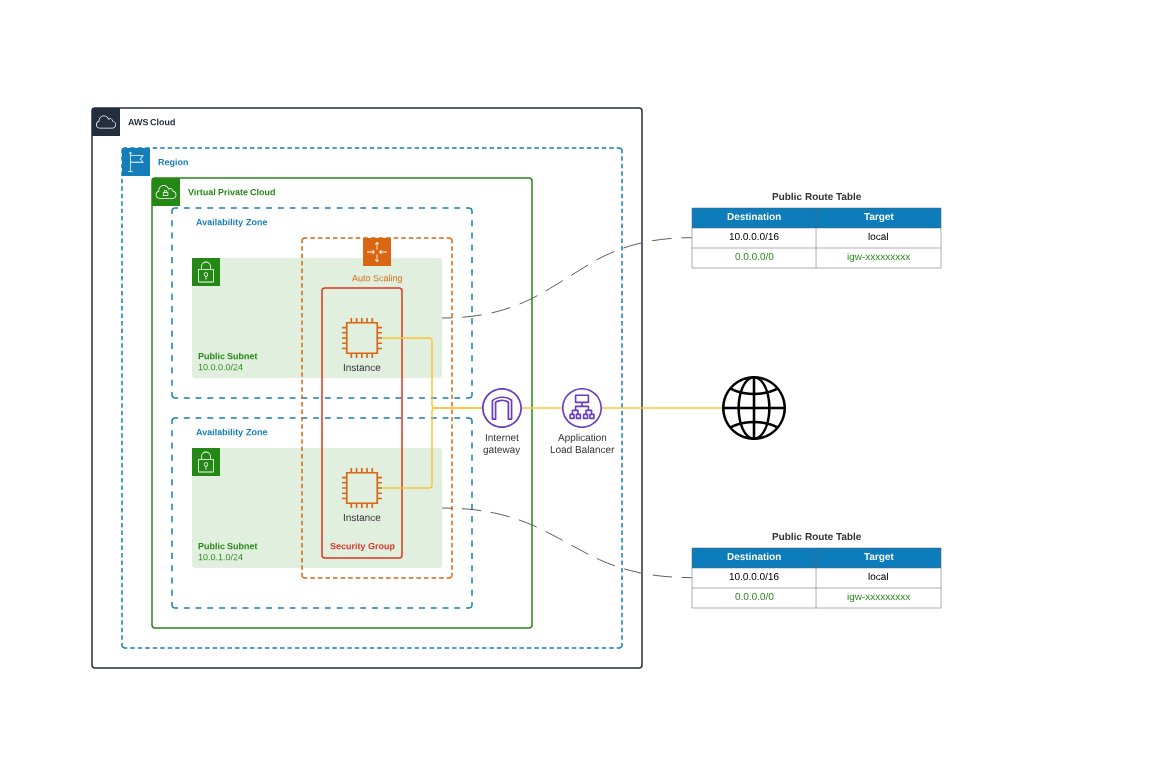 AWS Cloud
Region
Virtual Private Cloud
Availability Zone
Auto Scaling
Public Subnet
10.0.0.0/24
Instance
Availability Zone
Instance
Public Subnet
10.0.1.0/24
Security Group
Internet
gateway
Application
Load Balancer
Public Route Table
Destination Target
10.0.0.0/16 local
0.0.0.0/0 igw-xxxxxxxxx
Public Route Table
Destination Target
10.0.0.0/16 local
0.0.0.0/0 igw-xxxxxxxxx